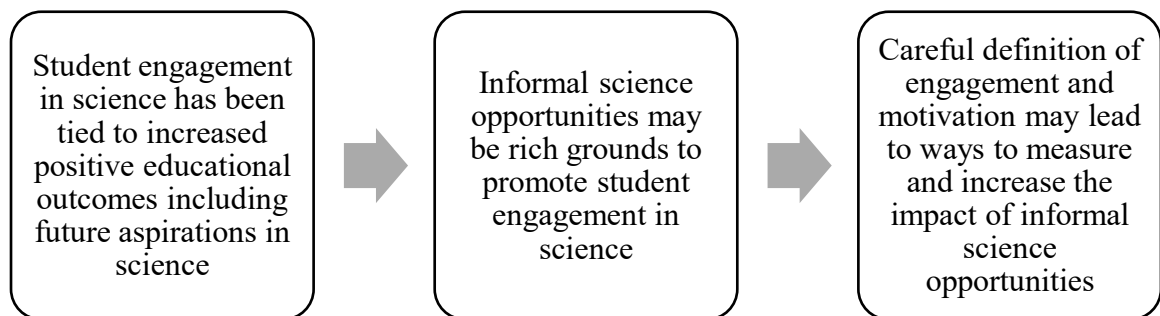 Student engagement
in science has been
tied to increased
positive educational
outcomes including
future aspirations in
science
Informal science
opportunities may
be rich grounds to
promote student
engagement in
science
Careful definition of
engagement and
motivation may lead
to ways to measure
and increase the
impact of informal
science
opportunities